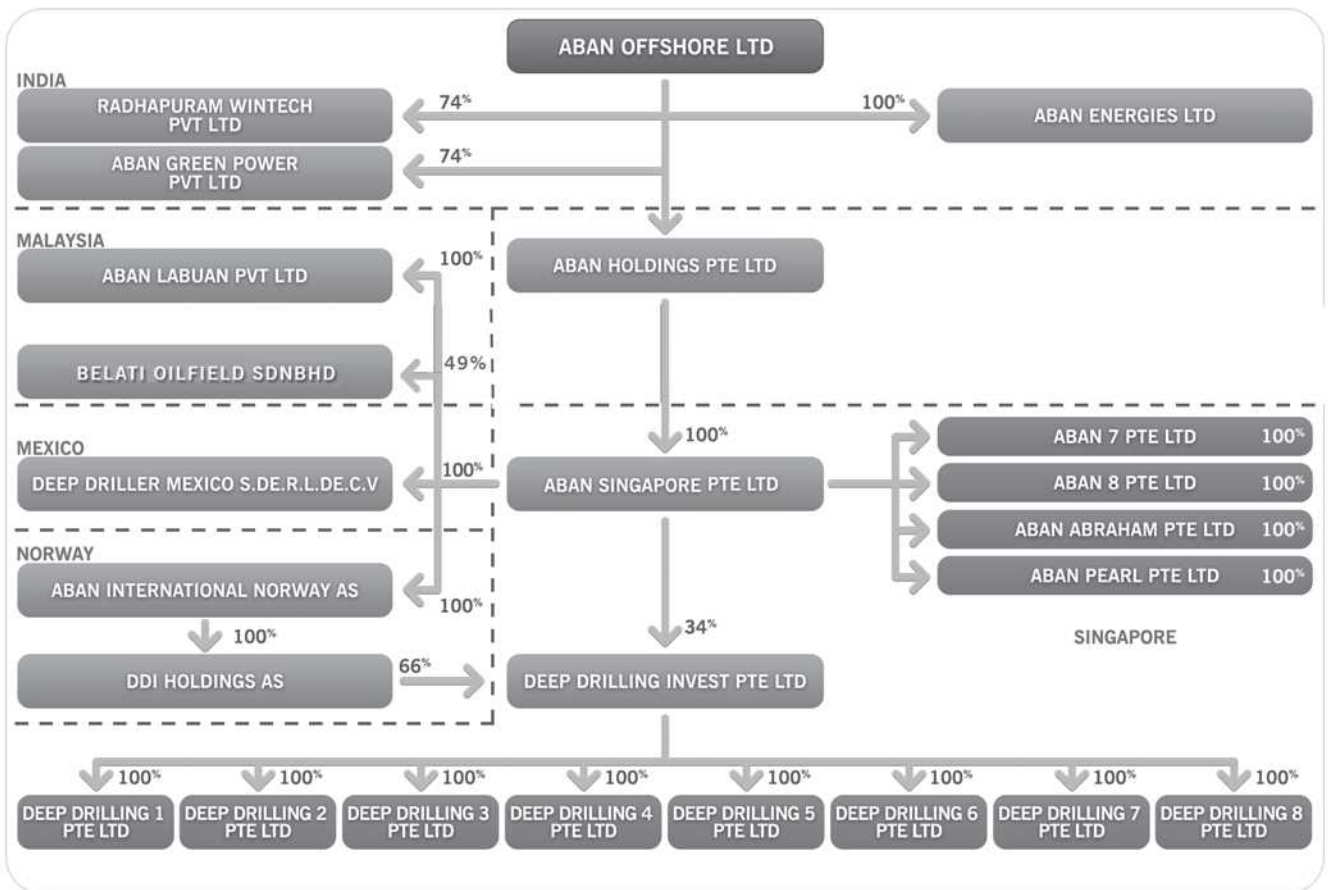 ABAN OFFSHORE LTD
INDIA
RADHAPURAM WINTECH
PVT LTD
74%
100%
ABAN ENERGIES LTD
ABAN GREEN POWER
PVT LTD
74%
MALAYSIA
ABAN LABUAN PVT LTD
100%
ABAN HOLDINGS PTE LTD
BELATI OILFIELD SDNBHD
49%
MEXICO
DEEP DRILLER MEXICO S.DE.R.L.DE.C.V
100%
100%
ABAN SINGAPORE PTE LTD
ABAN 7 PTE LTD 100%
ABAN 8 PTE LTD 100%
ABAN ABRAHAM PTE LTD 100%
ABAN PEARL PTE LTD 100%
NORWAY
ABAN INTERNATIONAL NORWAY AS
100%
100%
34%
SINGAPORE
DDI HOLDINGS AS
66%
DEEP DRILLING INVEST PTE LTD
100%
100%
100%
100%
100%
100%
100%
100%
DEEP DRILLING 1
PTE LTD
DEEP DRILLING 2
PTE LTD
DEEP DRILLING 3
PTE LTD
DEEP DRILLING 4
PTE LTD
DEEP DRILLING 5
PTE LTD
DEEP DRILLING 6
PTE LTD
DEEP DRILLING 7
PTE LTD
DEEP DRILLING 8
PTE LTD